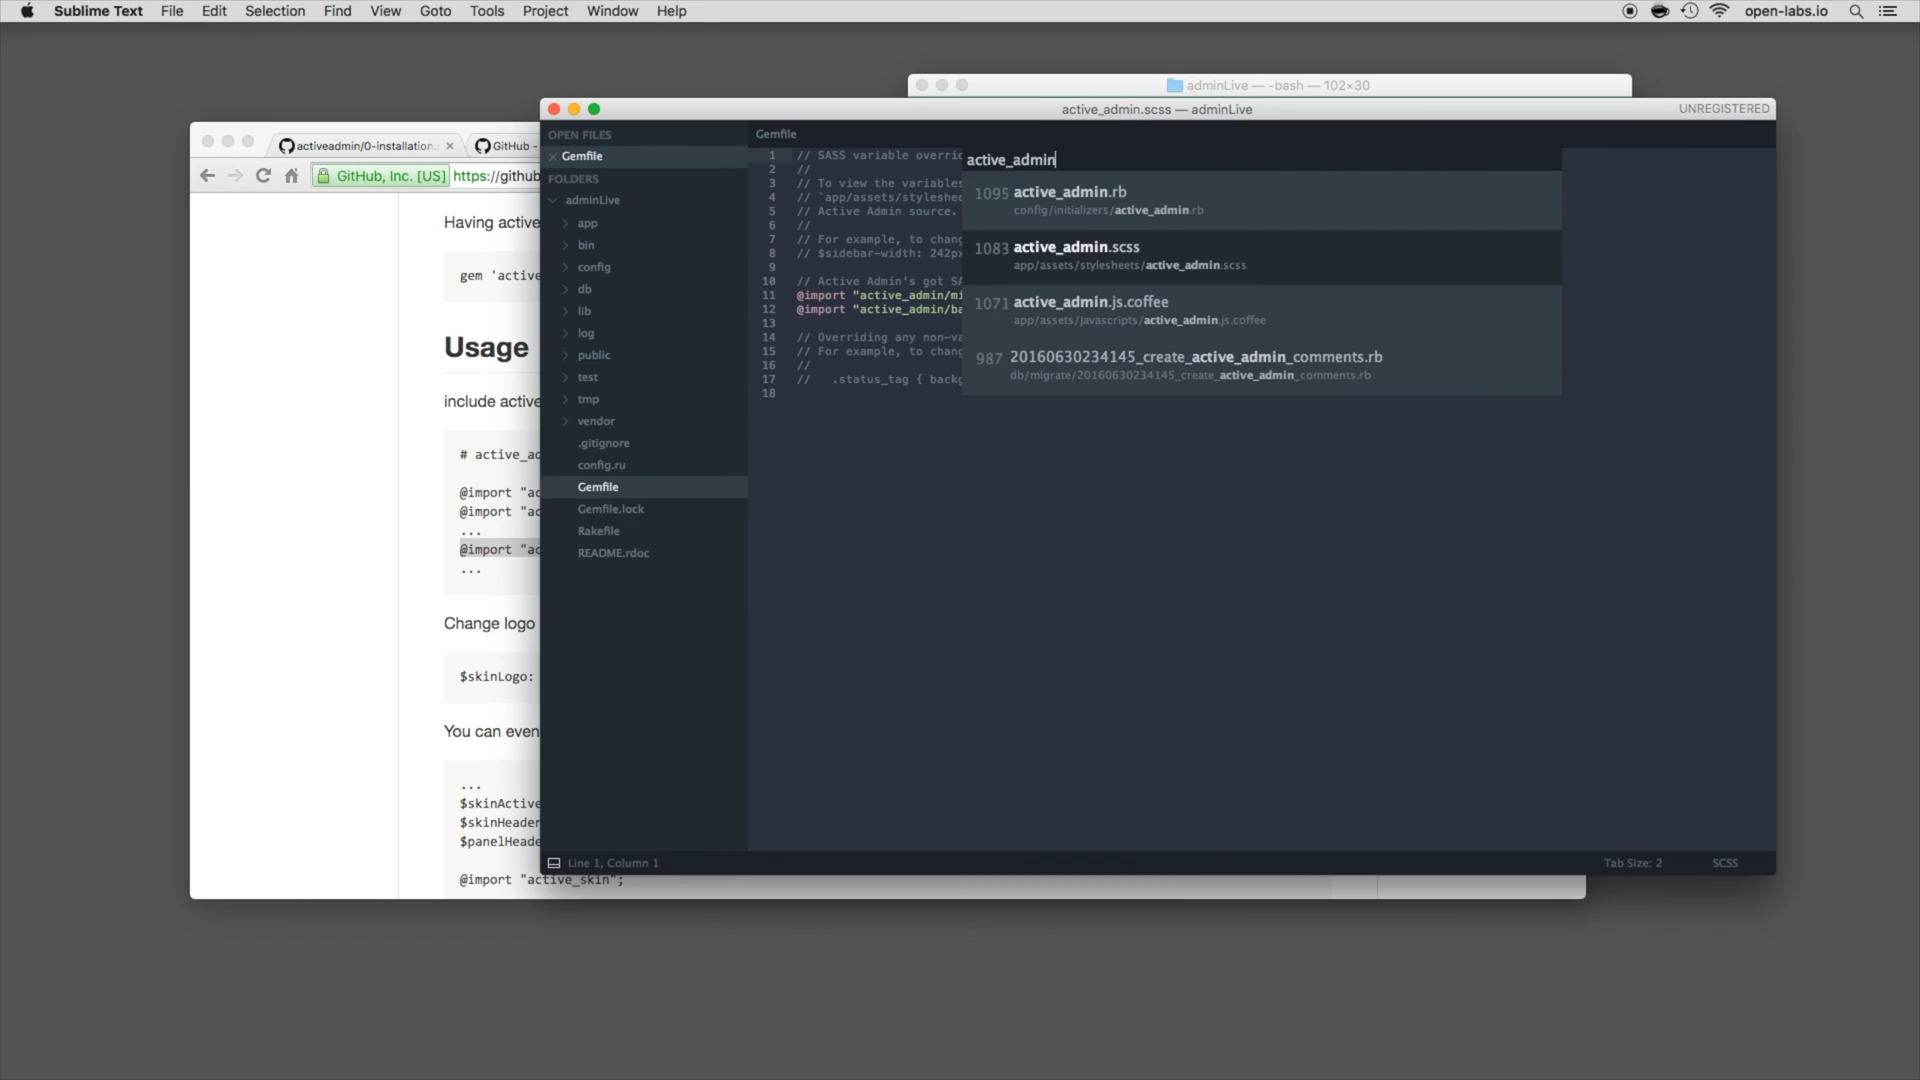 Sublime Text File Edit Selection Find View Goto Tools Project Window Help open-labs.io
adminLive — -bash — 102×30
active_admin.scss — adminLive UNREGISTERED
activeadmin/0-installation. GitHub -
GitHub, Inc. [US] https://github
Having active
gem 'active
Usage
include active
# active_ad
@import "ac
@import "ac
...
@import "ac
...
Change logo
$skinLogo:
You can even
...
$skinActive
$skinHeader
$panelHeade
@import "active_skin";
OPEN FILES
Gemfile
FOLDERS
adminLive
app
bin
config
db
lib
log
public
test
tmp
vendor
.gitignore
config.ru
Gemfile
Gemfile.lock
Rakefile
README.rdoc
Gemfile
1 // SASS variable overri
2 //
3 // To view the variables
4 // `app/assets/styleshee
5 // Active Admin source.
6 //
7 // For example, to chang
8 // $sidebar-width: 242px
9
10 // Active Admin's got SA
11 @import "active_admin/mi
12 @import "active_admin/ba
13
14 // Overriding any non-va
15 // For example, to chang
16 //
17 //   .status_tag { backg
18
active_admin
1095 active_admin.rb
config/initializers/active_admin.rb
1083 active_admin.scss
app/assets/stylesheets/active_admin.scss
1071 active_admin.js.coffee
app/assets/javascripts/active_admin.js.coffee
987 20160630234145_create_active_admin_comments.rb
db/migrate/20160630234145_create_active_admin_comments.rb
Line 1, Column 1 Tab Size: 2 SCSS